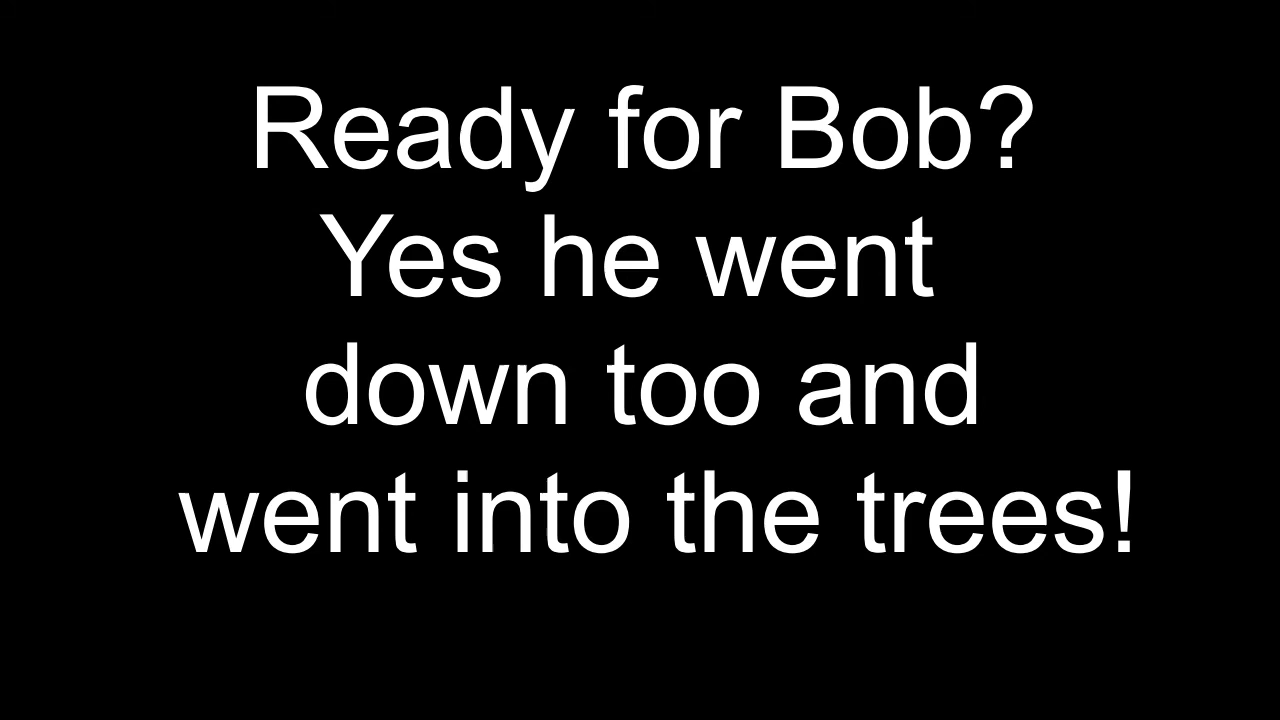 Ready for Bob?
Yes he went
down too and
went into the trees!